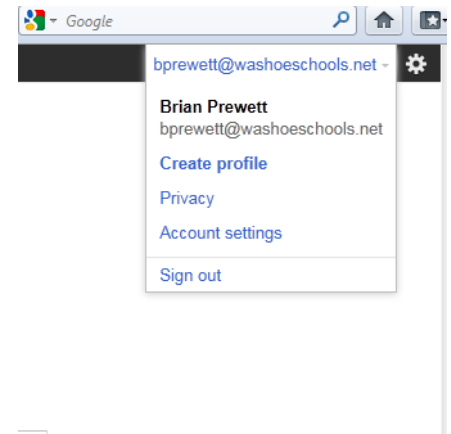 Google
bprewett@washoeschools.net
Brian Prewett
bprewett@washoeschools.net
Create profile
Privacy
Account settings
Sign out